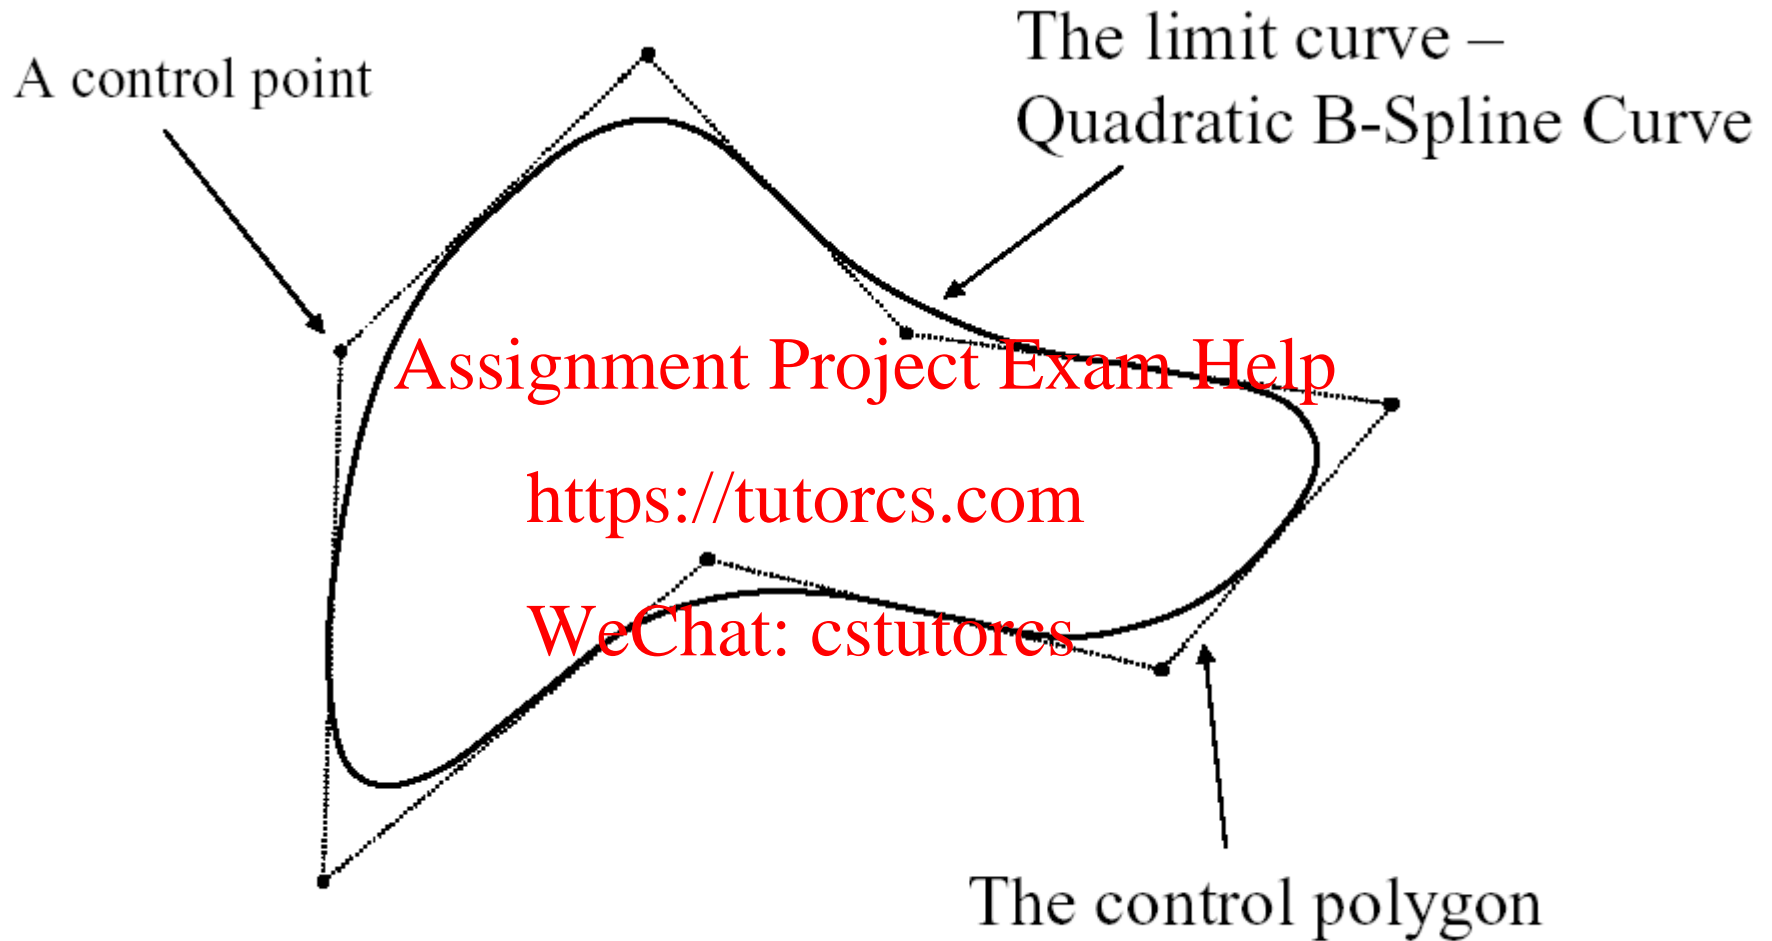 A control point
The limit curve –
Quadratic B-Spline Curve
Assignment Project Exam Help
https://tutorcs.com
WeChat: cstutorcs
The control polygon